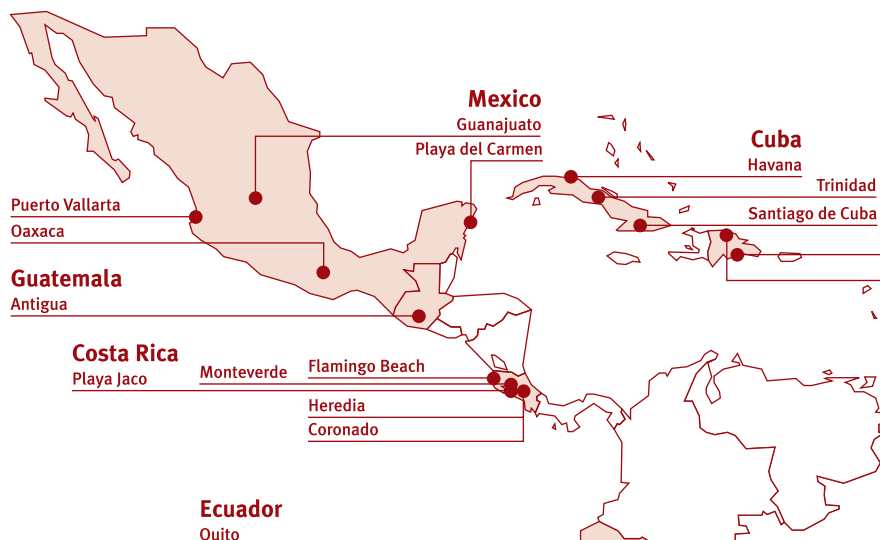 Mexico
Guanajuato
Playa del Carmen
Cuba
Havana
Trinidad
Santiago de Cuba
Puerto Vallarta
Oaxaca
Guatemala
Antigua
Costa Rica
Playa Jaco
Monteverde
Flamingo Beach
Heredia
Coronado
Ecuador
Quito